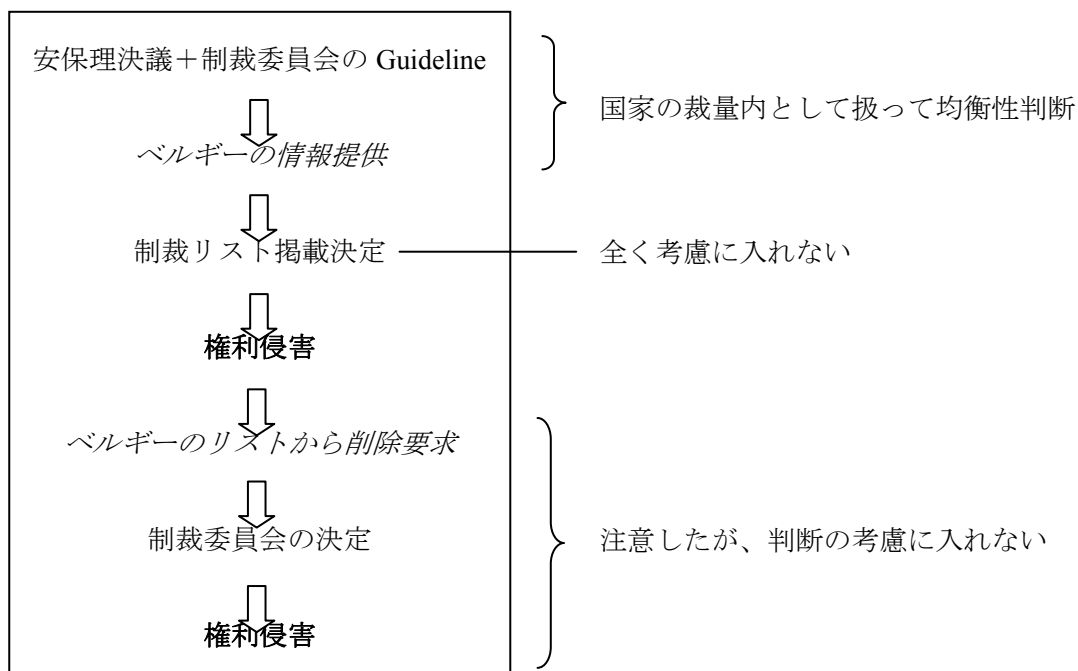 安保理決議＋制裁委員会の Guideline
国家の裁量内として扱って均衡性判断
ベルギーの情報提供
制裁リスト掲載決定
全く考慮に入れない
権利侵害
ベルギーのリストから削除要求
制裁委員会の決定
注意したが、判断の考慮に入れない
権利侵害